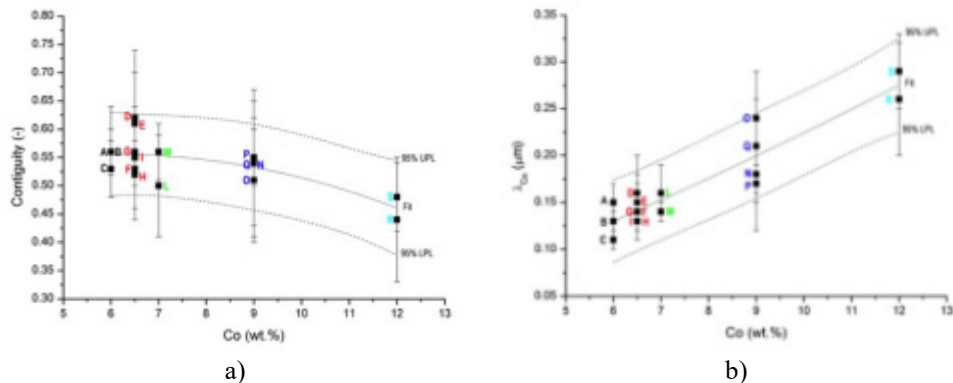 0.80
0.75
0.70
0.65
0.60
0.55
0.50
0.45
0.40
0.35
0.30
Contiguity (-)
D
E
A B
G
I
C
F
H
L
P
Q N
O
95% UPL
Fit
95% LPL
5 6 7 8 9 10 11 12 13
Co (wt.%)
a)
0.35
0.30
0.25
0.20
0.15
0.10
0.05
λCo (μm)
A
B
C
D
L
O
Q
N
P
95% UPL
Fit
95% LPL
5 6 7 8 9 10 11 12 13
Co (wt.%)
b)